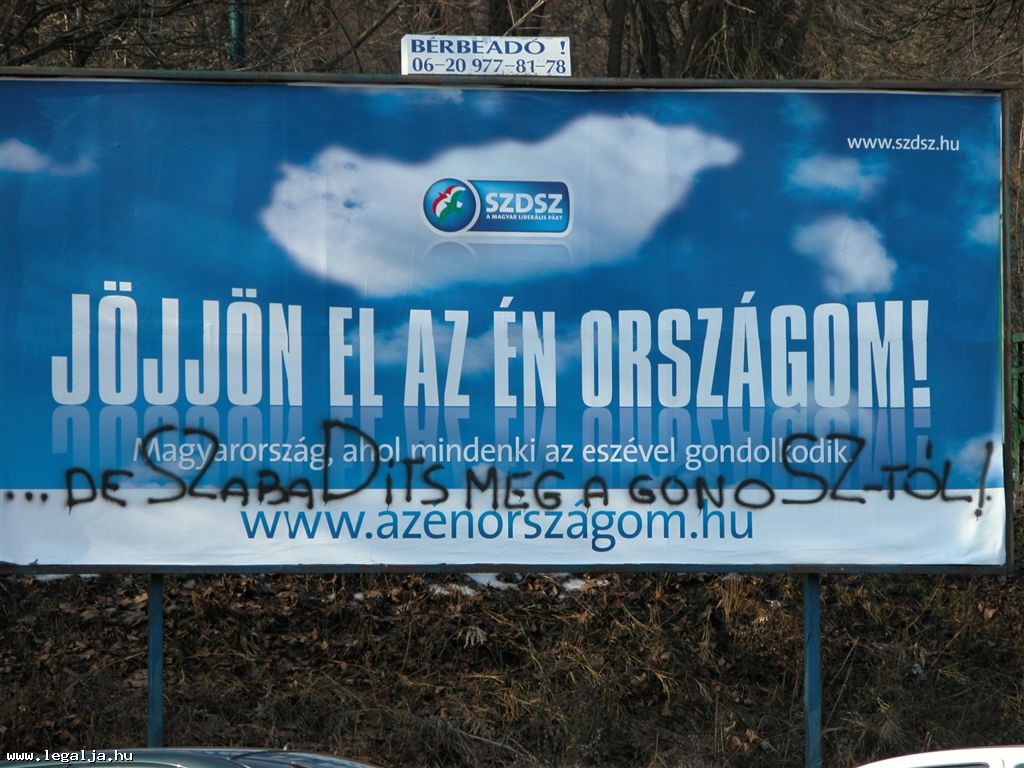 BÉRBEADÓ !
06-20 977-81-78
www.szdsz.hu
SZDSZ
A MAGYAR LIBERÁLIS PÁRT
JÖJJÖN EL AZ ÉN ORSZÁGOM!
Magyarország, ahol mindenki az eszével gondolkodik.
...DE SZABADITS MEG A GONOSZ-TÓL!
www.azenországom.hu
www.legalja.hu